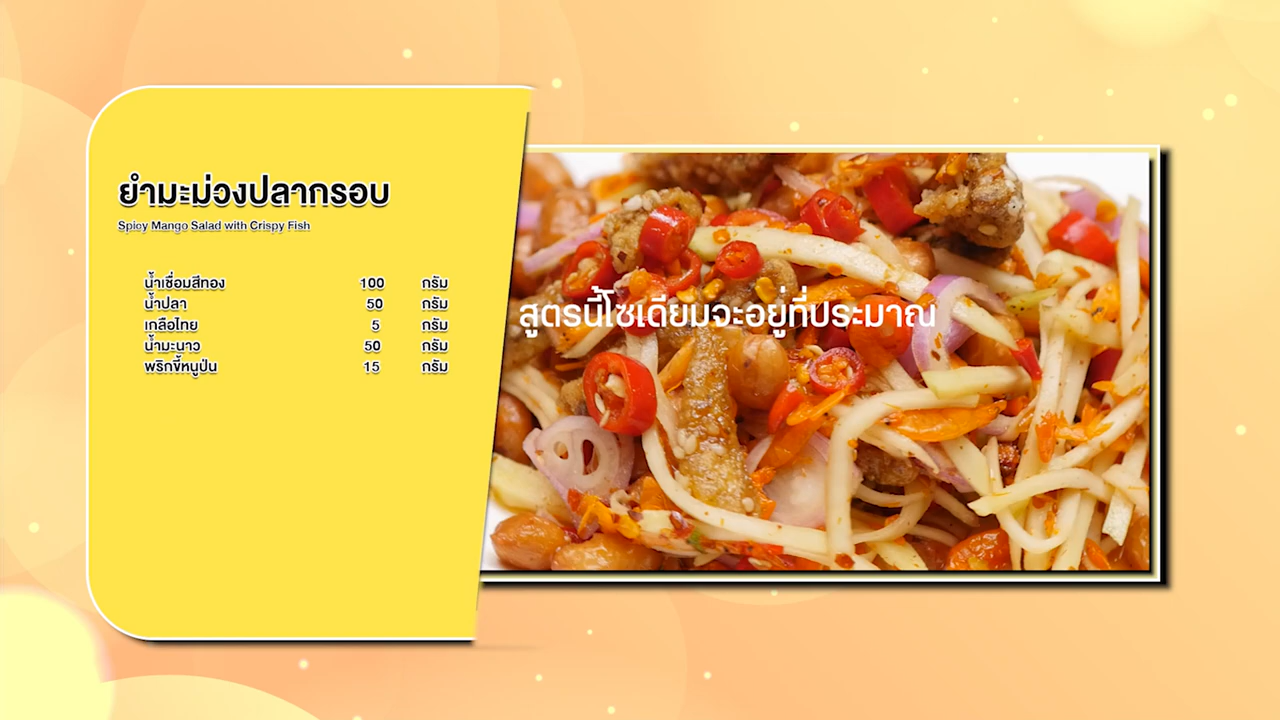 ยำมะม่วงปลากรอบ
Spicy Mango Salad with Crispy Fish
น้ำเชื่อมสีทอง 100 กรัม
น้ำปลา 50 กรัม
เกลือไทย 5 กรัม
น้ำมะนาว 50 กรัม
พริกขี้หนูป่น 15 กรัม
สูตรนี้โซเดียมจะอยู่ที่ประมาณ